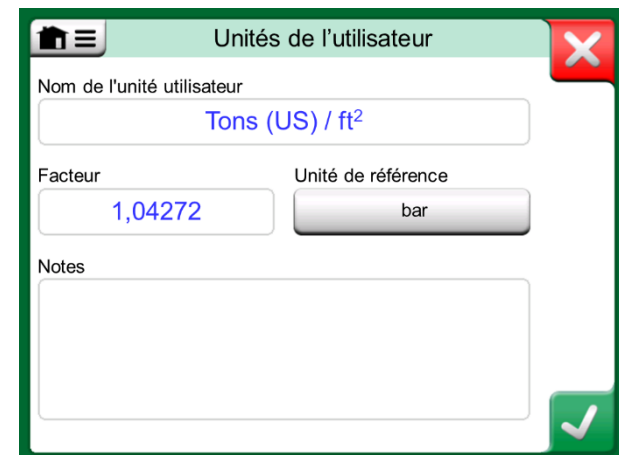 Unités de l’utilisateur
Nom de l'unité utilisateur
Tons (US) / ft²
Facteur
Unité de référence
1,04272
bar
Notes